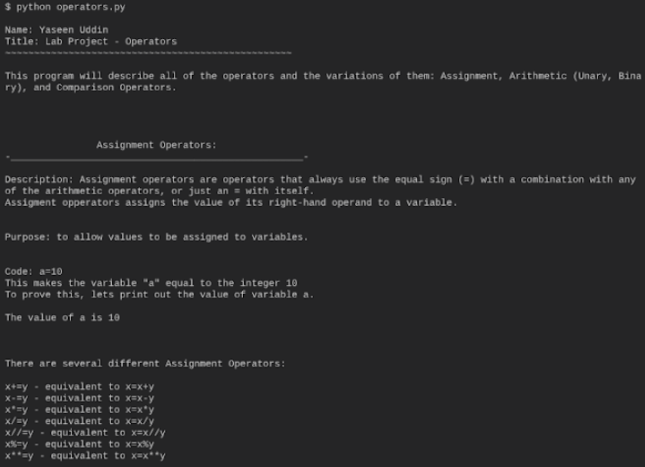 $ python operators.py
Name: Yaseen Uddin
Title: Lab Project - Operators
~~~~~~~~~~~~~~~~~~~~~~~~~~~~~~~~~~~~~~~~~~~~~~~~~~
This program will describe all of the operators and the variations of them: Assignment, Arithmetic (Unary, Bina
ry), and Comparison Operators.
Assignment Operators:
-___________________________________________________-
Description: Assignment operators are operators that always use the equal sign (=) with a combination with any
of the arithmetic operators, or just an = with itself.
Assigment opperators assigns the value of its right-hand operand to a variable.
Purpose: to allow values to be assigned to variables.
Code: a=10
This makes the variable "a" equal to the integer 10
To prove this, lets print out the value of variable a.
The value of a is 10
There are several different Assignment Operators:
x+=y - equivalent to x=x+y
x-=y - equivalent to x=x-y
x*=y - equivalent to x=x*y
x/=y - equivalent to x=x/y
x//=y - equivalent to x=x//y
x%=y - equivalent to x=x%y
x**=y - equivalent to x=x**y